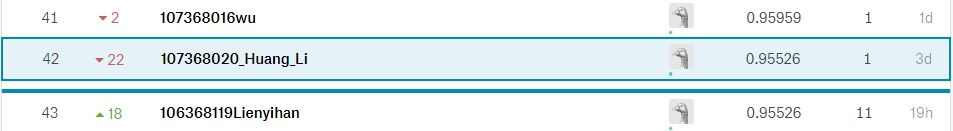 41 2 107368016wu 0.95959 1 1d
42 22 107368020_Huang_Li 0.95526 1 3d
43 18 106368119Lienyihan 0.95526 11 19h